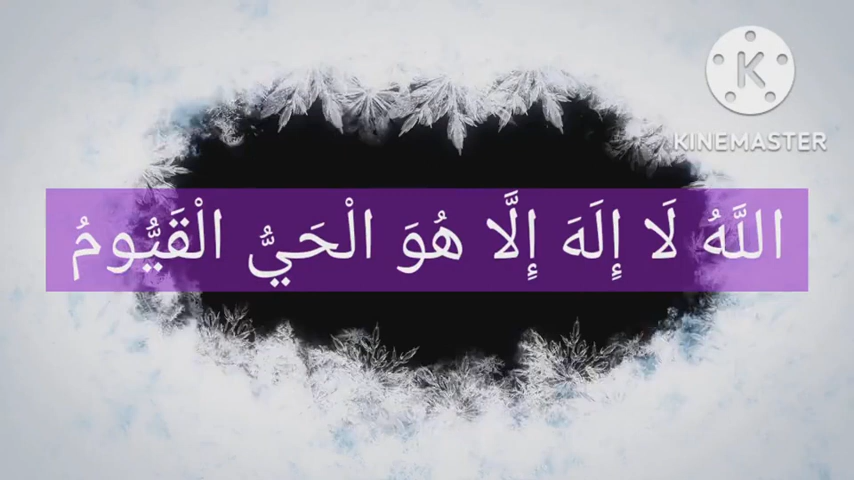 KINEMASTER
اللَّهُ لَا إِلَهَ إِلَّا هُوَ الْحَيُّ الْقَيُّومُ